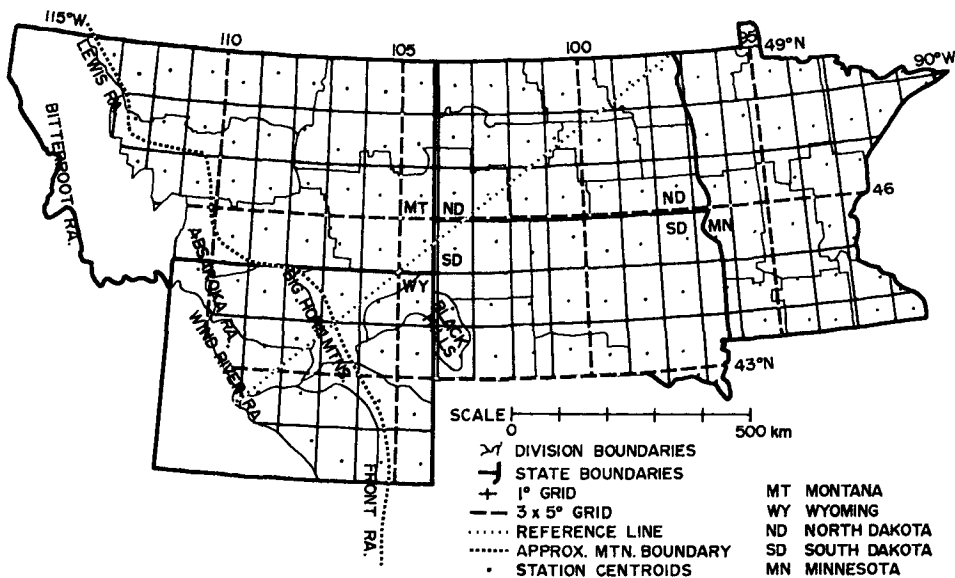 115°W
110
105
100
95
49°N
90°W
LEWIS RA.
BITTERROOT RA.
MT
ND
ND
46
SD
SD
MN
ABSAROKA RA.
BIG HORN MTNS
WY
BLACK HILLS
WIND RIVER RA.
43°N
FRONT RA.
SCALE
0 500 km
DIVISION BOUNDARIES
STATE BOUNDARIES
1° GRID
3 x 5° GRID
REFERENCE LINE
APPROX. MTN. BOUNDARY
STATION CENTROIDS
MT MONTANA
WY WYOMING
ND NORTH DAKOTA
SD SOUTH DAKOTA
MN MINNESOTA